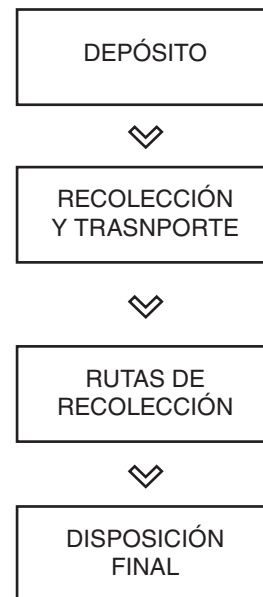 DEPÓSITO
RECOLECCIÓN
Y TRASNPORTE
RUTAS DE
RECOLECCIÓN
DISPOSICIÓN
FINAL